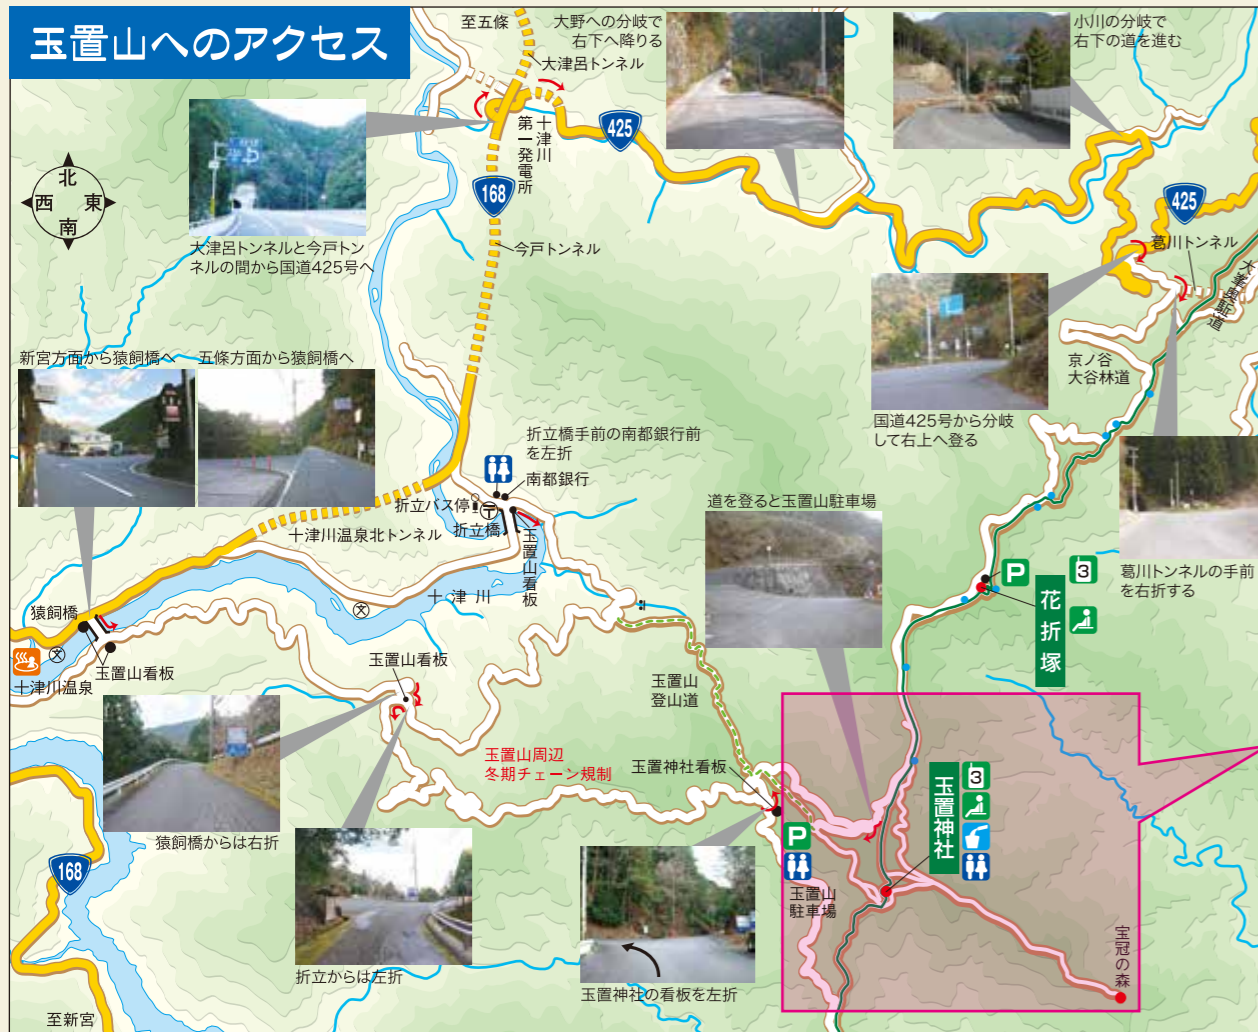 玉置山へのアクセス
至五條
大野への分岐で
右下へ降りる
小川の分岐で
右下の道を進む
大津呂トンネル
十津川
第一発電所
425
168
425
北
西 東
南
今戸トンネル
葛川トンネル
大峯奥駈道
大津呂トンネルと今戸トン
ネルの間から国道425号へ
新宮方面から猿飼橋へ
五條方面から猿飼橋へ
京ノ谷
大谷林道
国道425号から分岐
して右上へ登る
折立橋手前の南都銀行前
を左折
南都銀行
折立バス停
〒
折立橋
玉置山看板
道を登ると玉置山駐車場
十津川温泉北トンネル
葛川トンネルの手前
を右折する
P
3
花折塚
十津川
文
猿飼橋
文
玉置山看板
十津川温泉
玉置山看板
玉置山
登山道
玉置山周辺
冬期チェーン規制
玉置神社看板
玉置神社
3
P
玉置山
駐車場
猿飼橋からは右折
168
折立からは左折
玉置神社の看板を左折
宝冠の森
至新宮